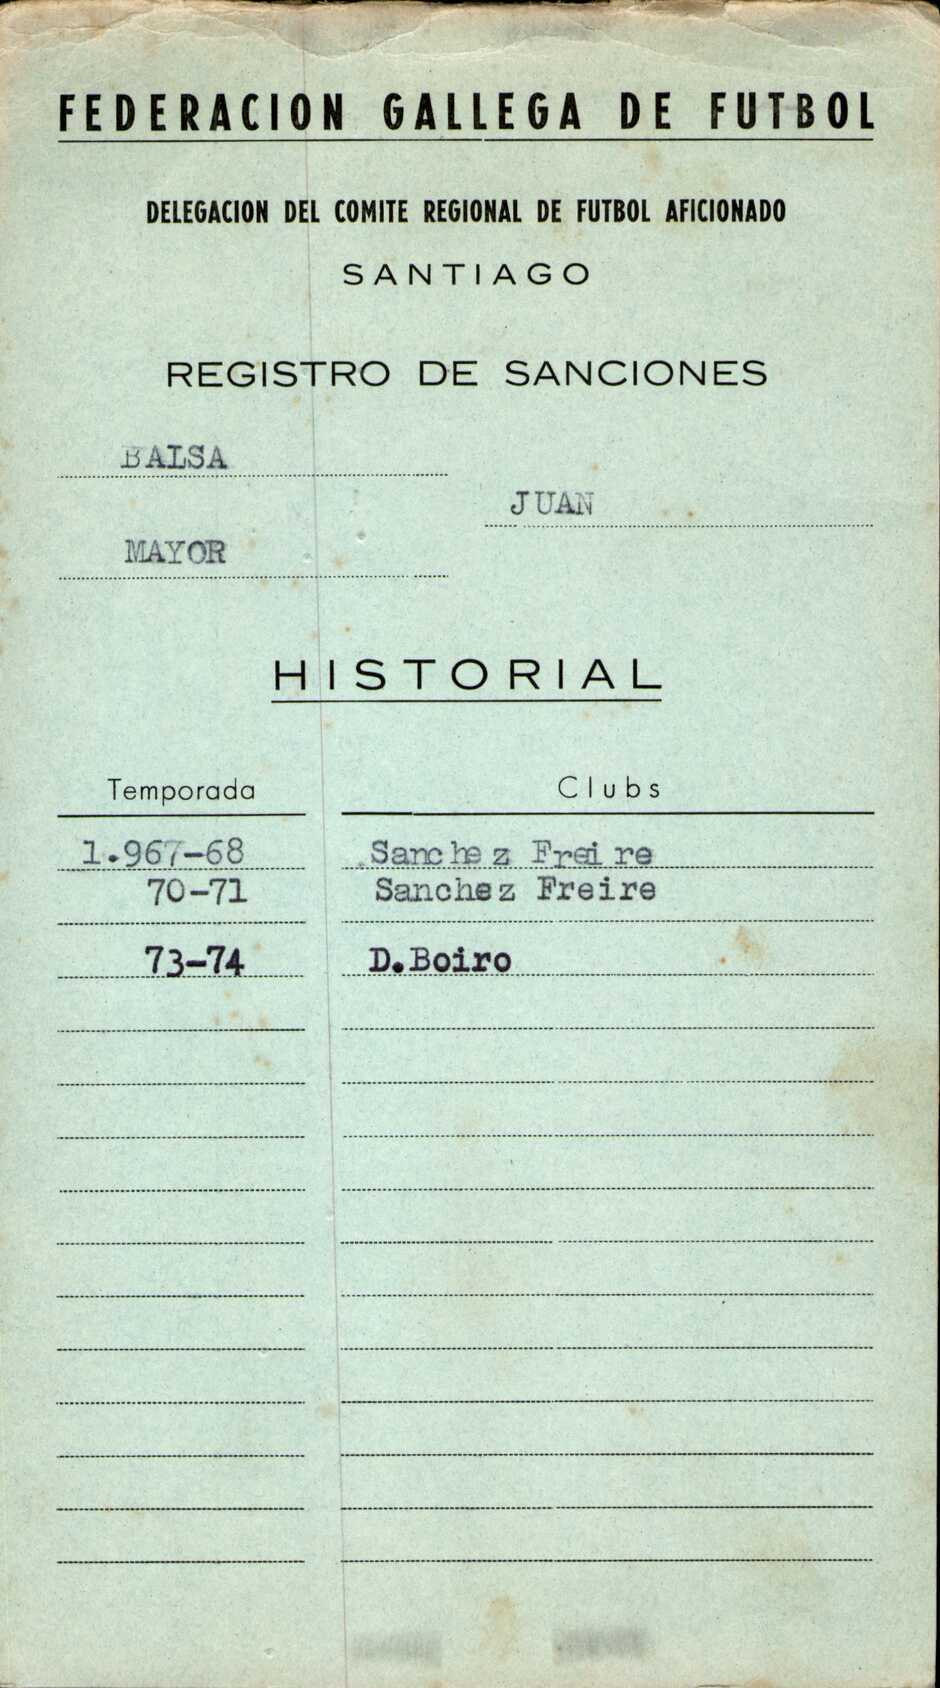 FEDERACION GALLEGA DE FUTBOL
DELEGACION DEL COMITE REGIONAL DE FUTBOL AFICIONADO
SANTIAGO
REGISTRO DE SANCIONES
BALSA
JUAN
MAYOR
HISTORIAL
Temporada Clubs
1.967-68 Sanchez Freire
70-71 Sanchez Freire
73-74 D.Boiro